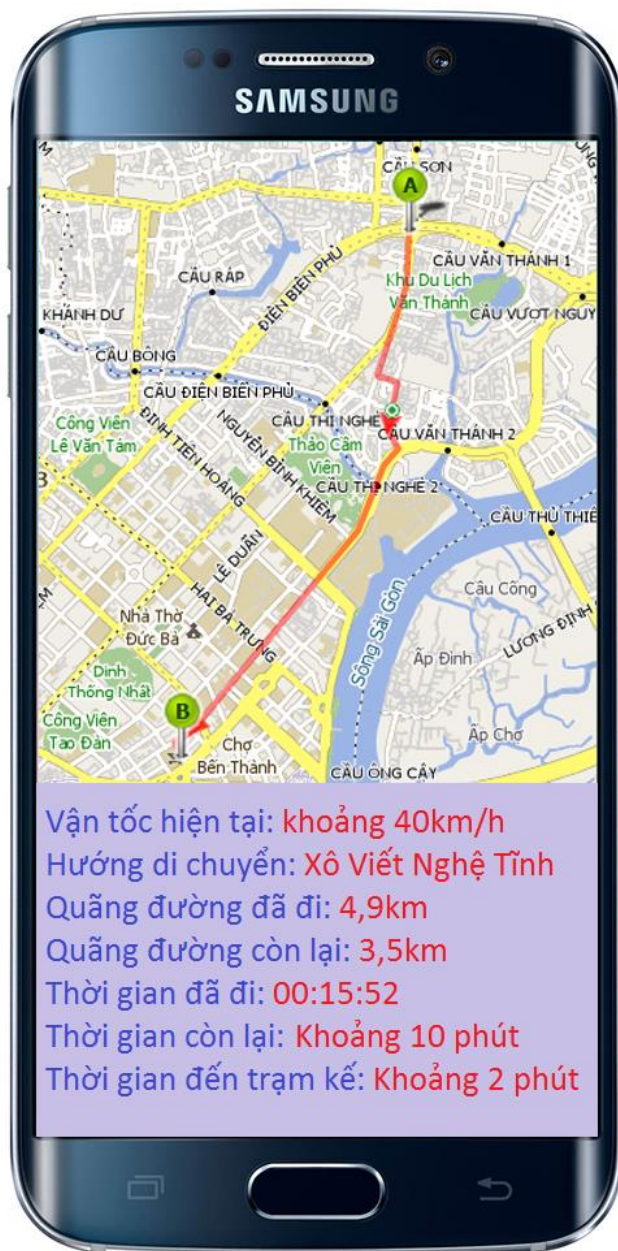 SAMSUNG
CẦU SƠN
A
CẦU VĂN THÁNH 1
Khu Du Lịch
Văn Thánh
CẦU RÁP
ĐIỆN BIÊN PHỦ
CẦU VƯỢT NGUY
KHÁNH DƯ
CẦU BÔNG
CẦU ĐIỆN BIÊN PHỦ
Công Viên
Lê Văn Tám
ĐINH TIÊN HOÀNG
NGUYỄN BỈNH KHIÊM
CẦU THỊ NGHÈ
Thảo Cầm
Viên
CẦU VĂN THÁNH 2
CẦU THỊ NGHÈ 2
CẦU THỦ THIÊ
LÊ DUẨN
HAI BÀ TRƯNG
Nhà Thờ
Đức Bà
Cầu Cống
LƯƠNG ĐỊNH
Sông Sài Gòn
Ấp Đình
Dinh
Thống Nhất
B
Công Viên
Tao Đàn
Chợ
Bến Thành
Ấp Chợ
CẦU ÔNG CẬY
Vận tốc hiện tại: khoảng 40km/h
Hướng di chuyển: Xô Viết Nghệ Tĩnh
Quãng đường đã đi: 4,9km
Quãng đường còn lại: 3,5km
Thời gian đã đi: 00:15:52
Thời gian còn lại: Khoảng 10 phút
Thời gian đến trạm kế: Khoảng 2 phút